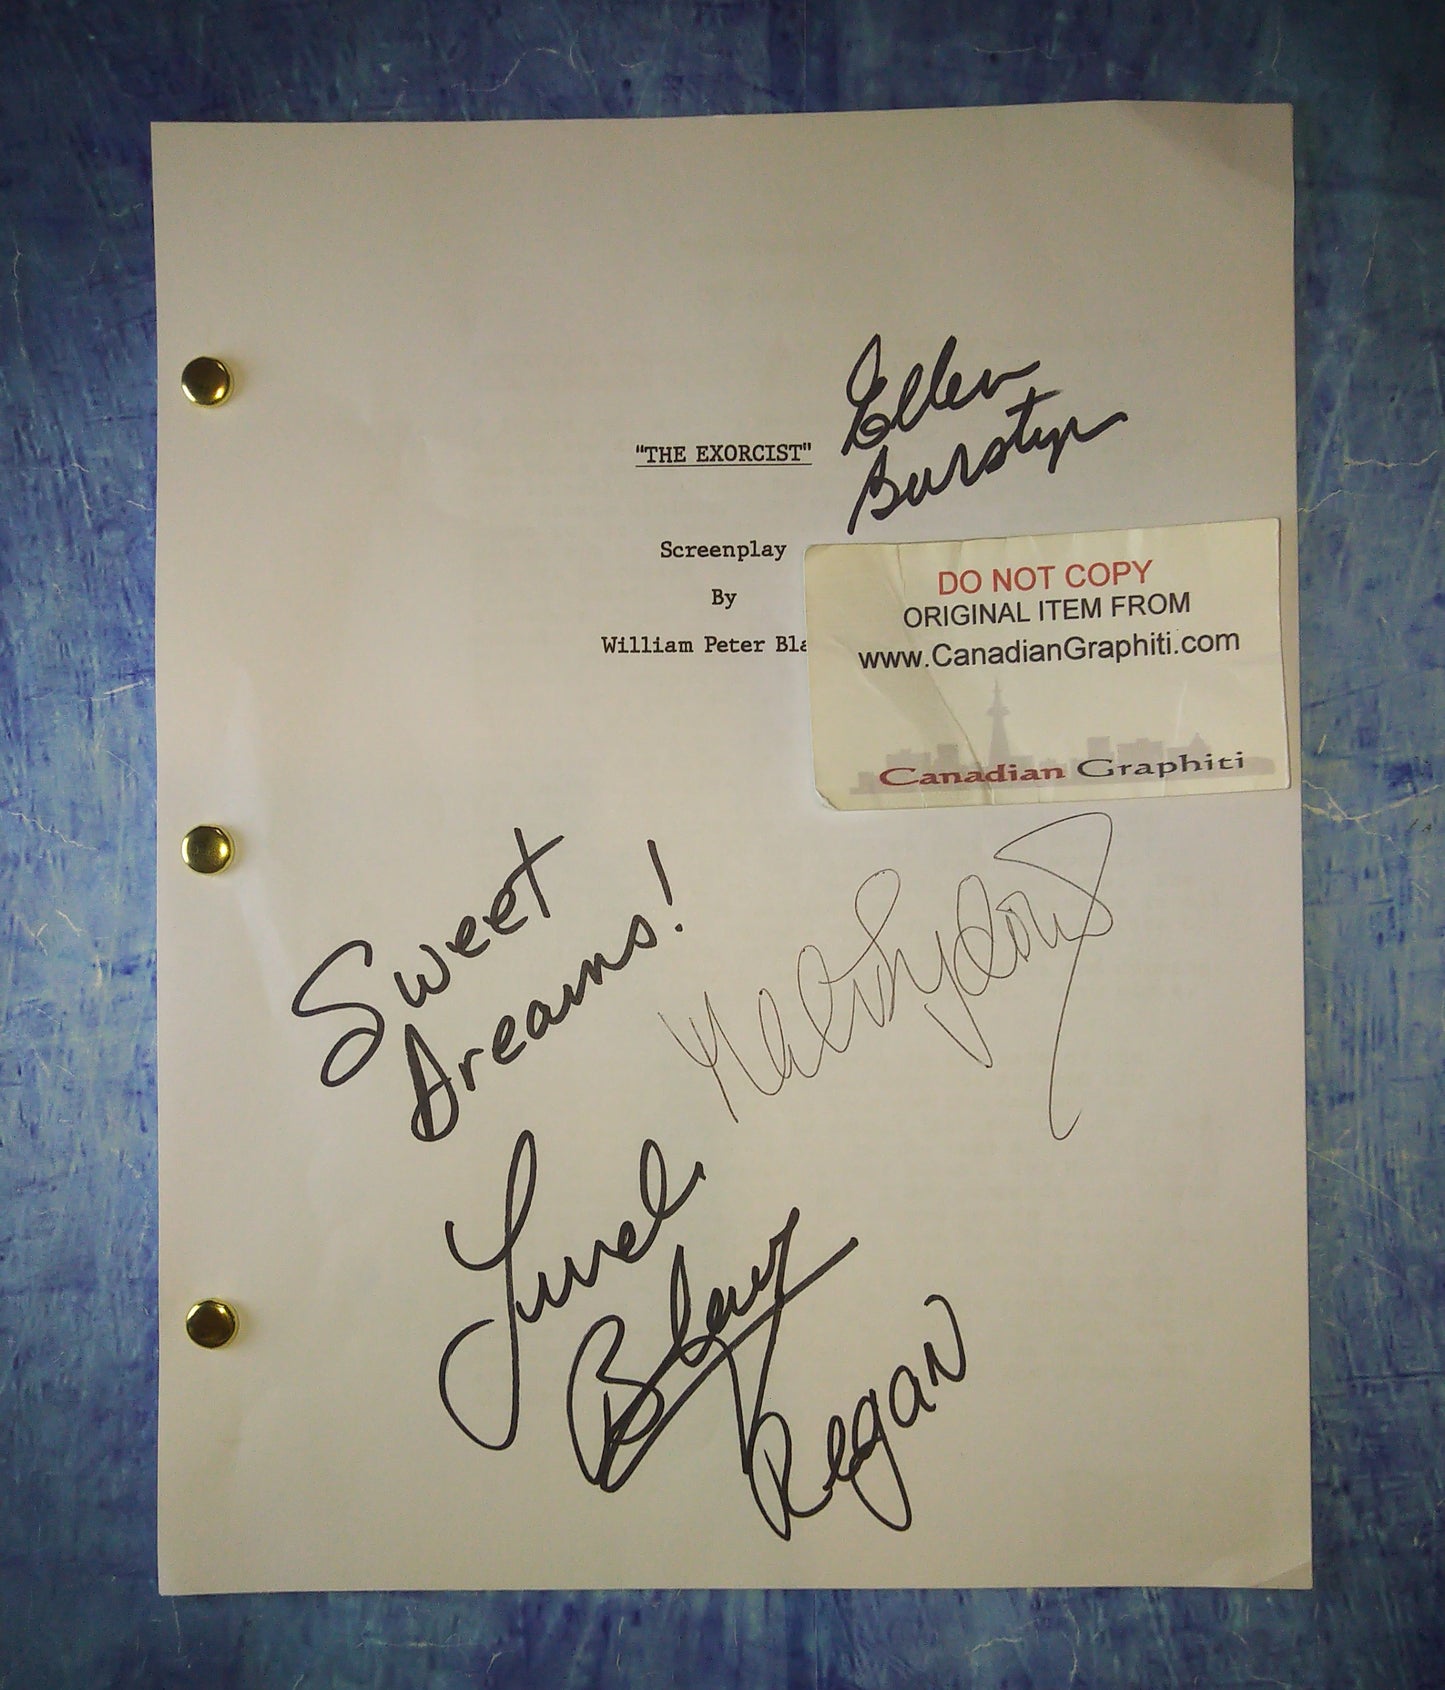 Ellen
Burstyn
"THE EXORCIST"
Screenplay
By
William Peter Bla
DO NOT COPY
ORIGINAL ITEM FROM
www.CanadianGraphiti.com
Canadian Graphiti
Sweet
Dreams!
Linda
Blair
Regan